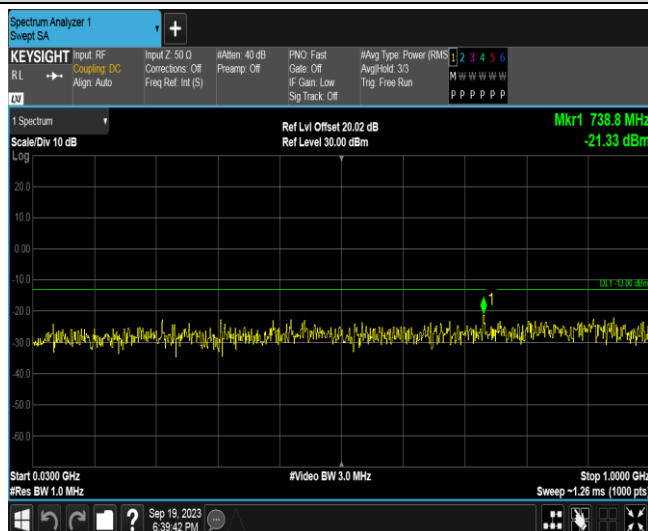 Spectrum Analyzer 1
Swept SA
+
KEYSIGHT
RL
LXI
Input: RF
Coupling: DC
Align: Auto
Input Z: 50 Ω
Corrections: Off
Freq Ref: Int (S)
#Atten: 40 dB
Preamp: Off
PNO: Fast
Gate: Off
IF Gain: Low
Sig Track: Off
#Avg Type: Power (RMS
Avg|Hold: 3/3
Trig: Free Run
1 2 3 4 5 6
M W W W W W
P P P P P P
1 Spectrum
Scale/Div 10 dB
Ref Lvl Offset 20.02 dB
Ref Level 30.00 dBm
Mkr1 738.8 MHz
-21.33 dBm
Log
20.0
10.0
0.00
-10.0
DL1 -13.00 dBm
1
-20.0
-30.0
-40.0
-50.0
-60.0
Start 0.0300 GHz
#Res BW 1.0 MHz
#Video BW 3.0 MHz
Stop 1.0000 GHz
Sweep ~1.26 ms (1000 pts)
?
Sep 19, 2023
6:39:42 PM